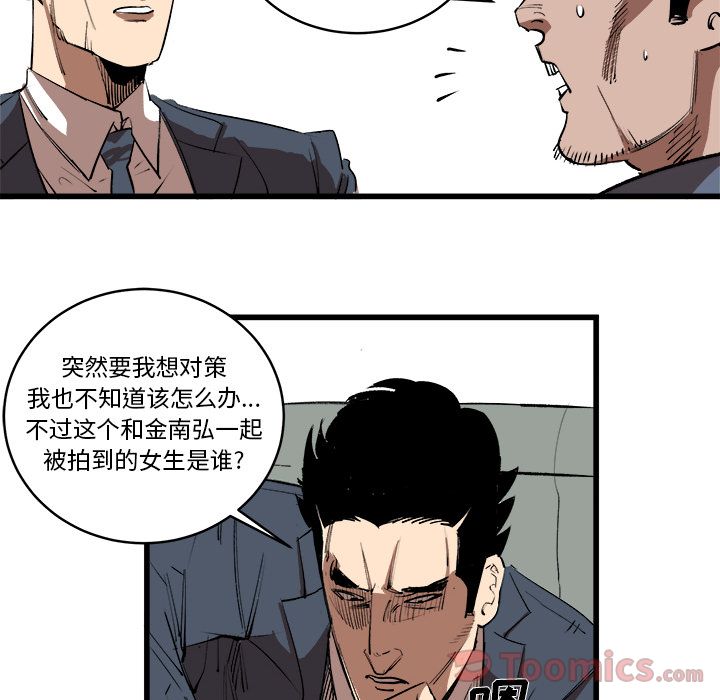 突然要我想对策
我也不知道该怎么办...
不过这个和金南弘一起
被拍到的女生是谁?
嗯
Toomics.com